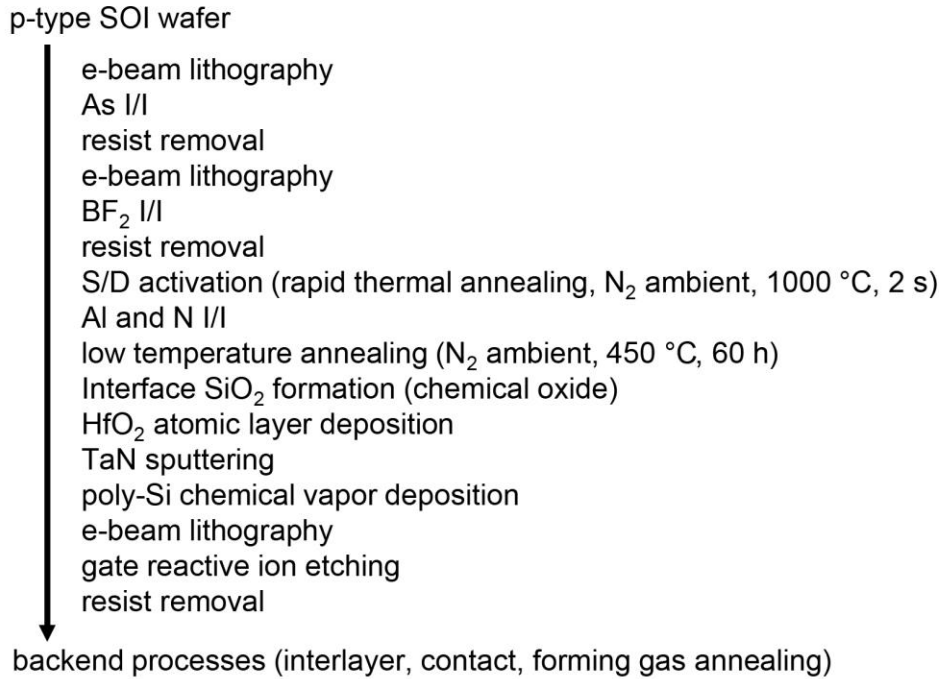 p-type SOI wafer
e-beam lithography
As I/I
resist removal
e-beam lithography
BF₂ I/I
resist removal
S/D activation (rapid thermal annealing, N₂ ambient, 1000 °C, 2 s)
Al and N I/I
low temperature annealing (N₂ ambient, 450 °C, 60 h)
Interface SiO₂ formation (chemical oxide)
HfO₂ atomic layer deposition
TaN sputtering
poly-Si chemical vapor deposition
e-beam lithography
gate reactive ion etching
resist removal
backend processes (interlayer, contact, forming gas annealing)